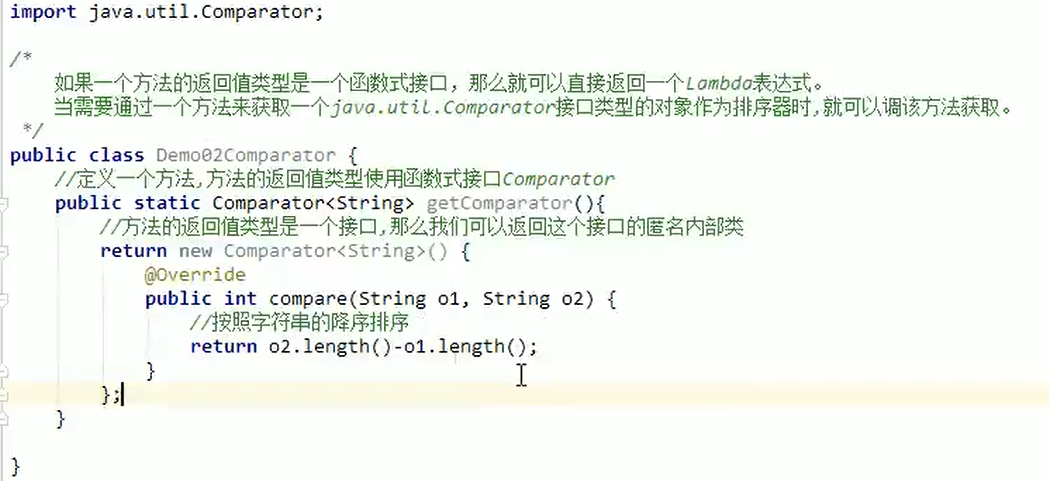 import java.util.Comparator;
/*
如果一个方法的返回值类型是一个函数式接口，那么就可以直接返回一个Lambda表达式。
当需要通过一个方法来获取一个java.util.Comparator接口类型的对象作为排序器时,就可以调该方法获取。
*/
public class Demo02Comparator {
//定义一个方法,方法的返回值类型使用函数式接口Comparator
public static Comparator<String> getComparator(){
//方法的返回值类型是一个接口,那么我们可以返回这个接口的匿名内部类
return new Comparator<String>() {
@Override
public int compare(String o1, String o2) {
//按照字符串的降序排序
return o2.length()-o1.length();
}
};
}
}